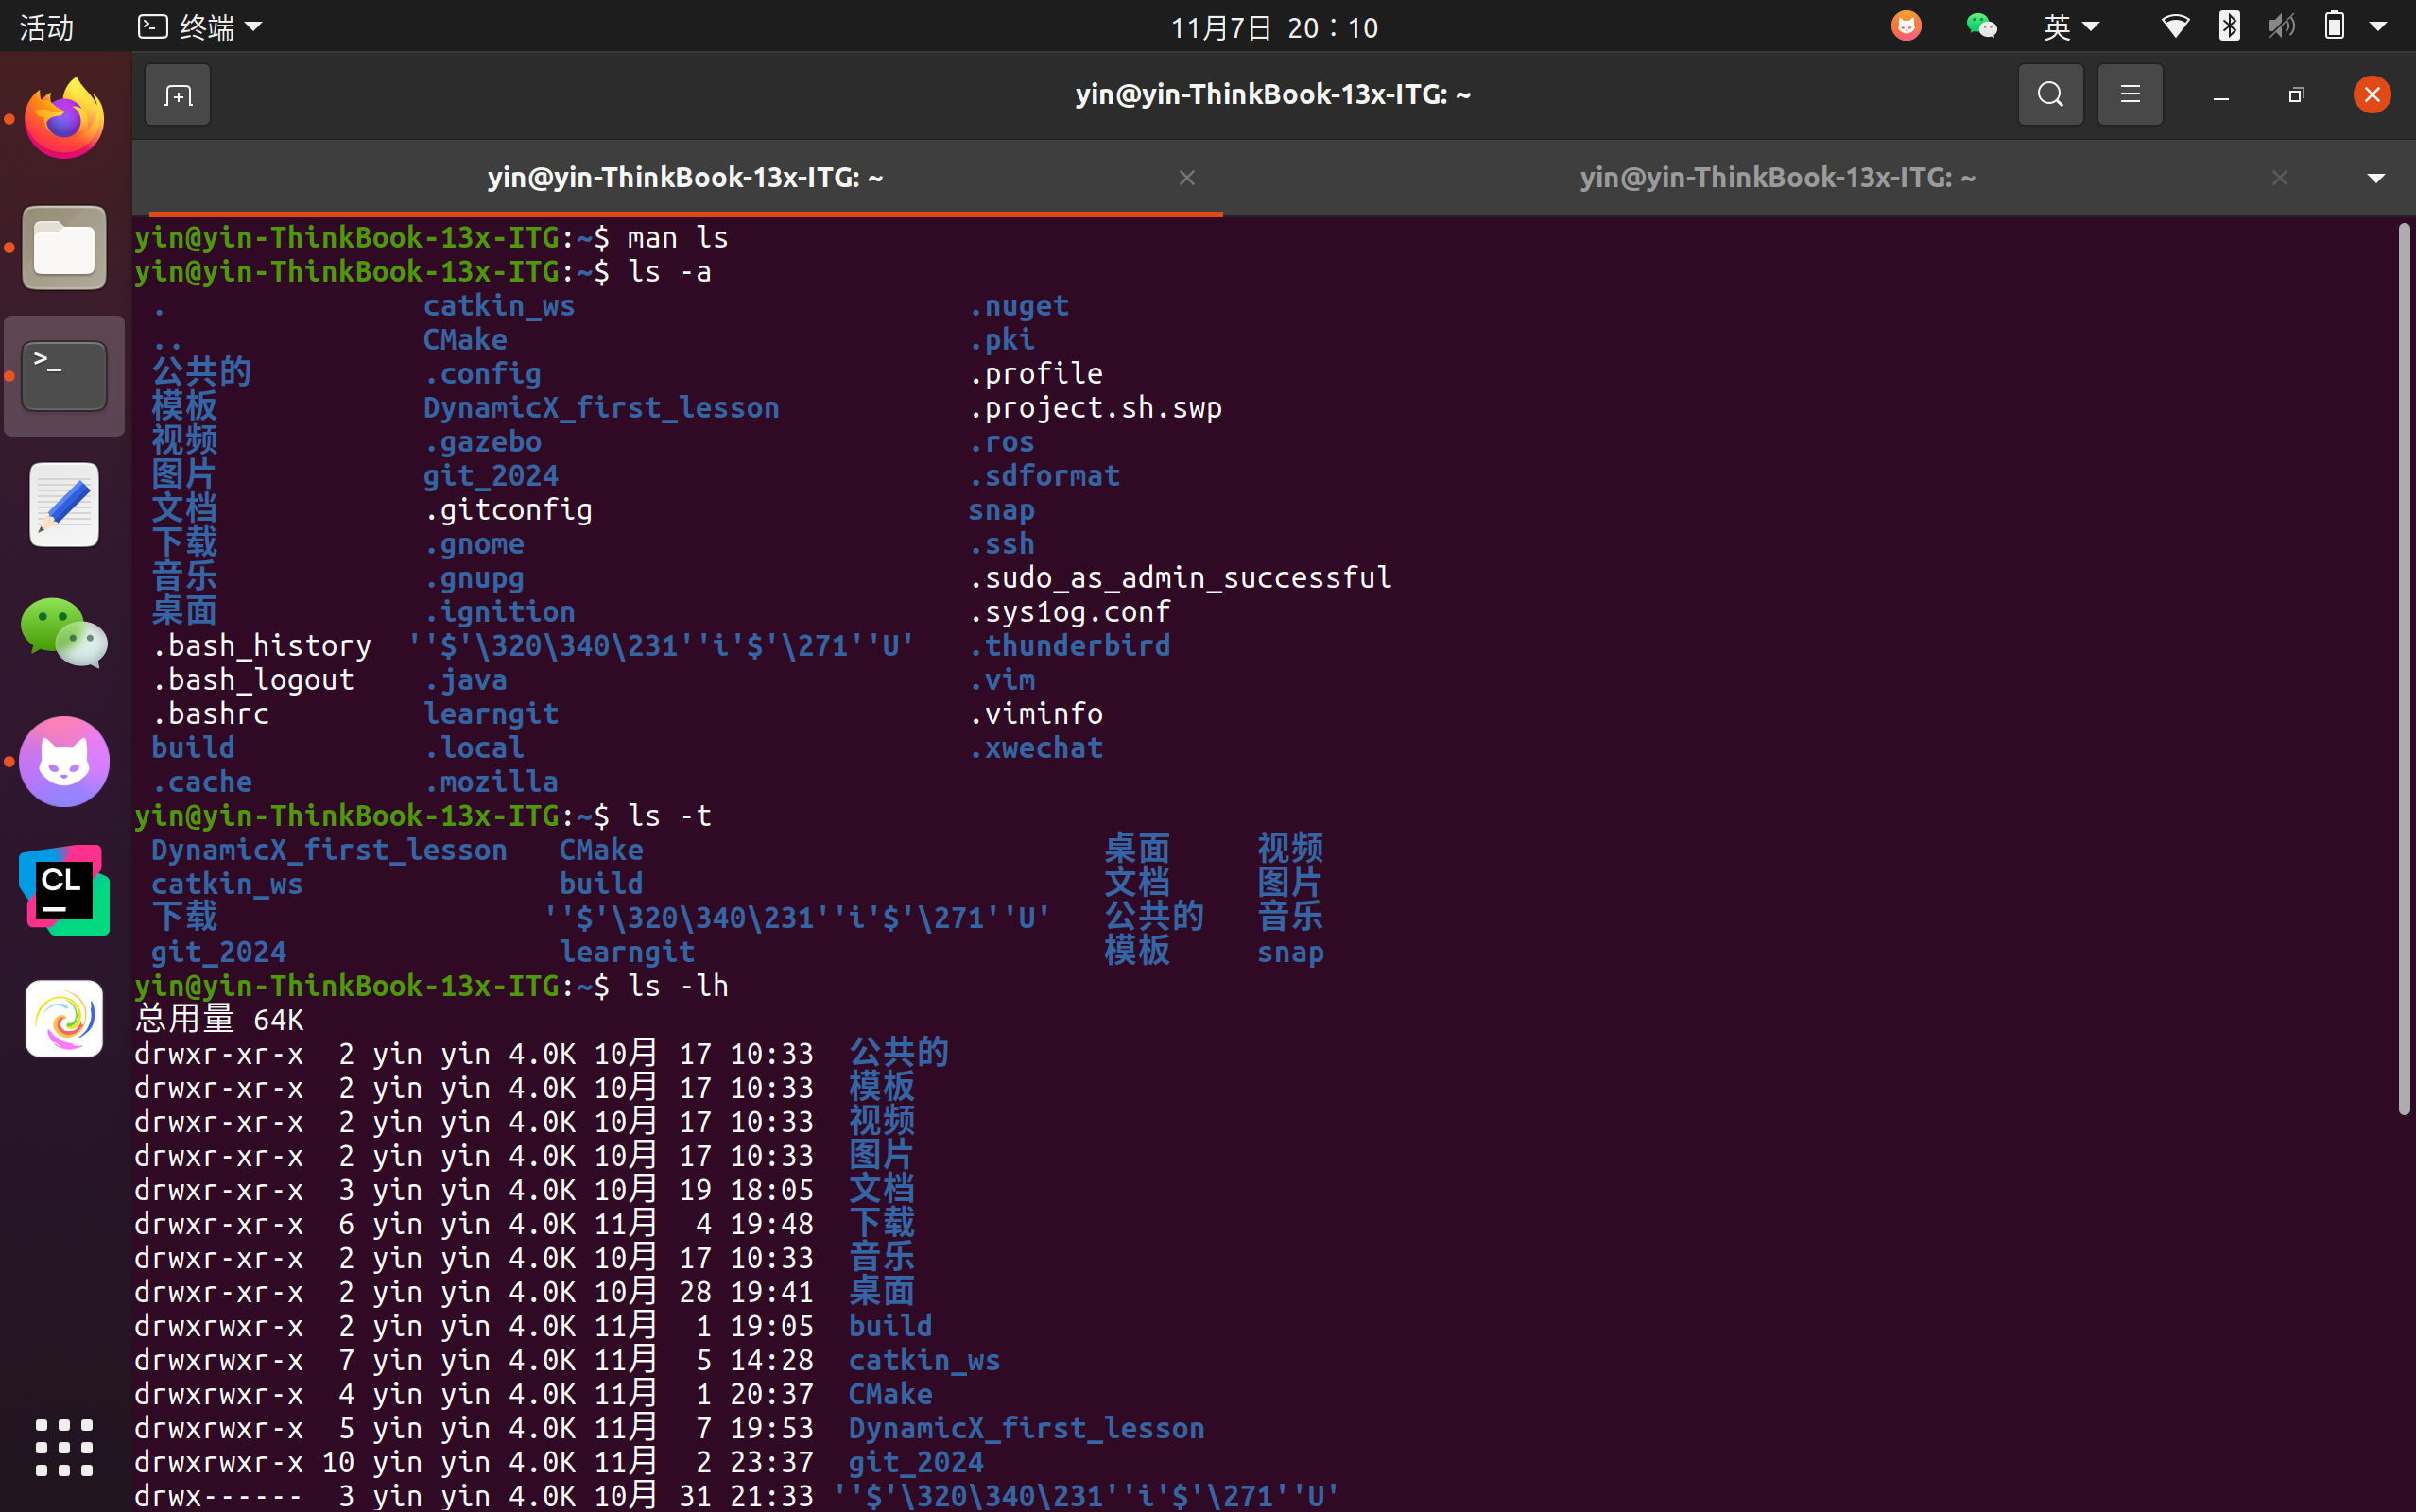 活动 终端 11月7日 20：10 英
yin@yin-ThinkBook-13x-ITG: ~
yin@yin-ThinkBook-13x-ITG: ~ yin@yin-ThinkBook-13x-ITG: ~
yin@yin-ThinkBook-13x-ITG:~$ man ls
yin@yin-ThinkBook-13x-ITG:~$ ls -a
. catkin_ws .nuget
.. CMake .pki
公共的 .config .profile
模板 DynamicX_first_lesson .project.sh.swp
视频 .gazebo .ros
图片 git_2024 .sdformat
文档 .gitconfig snap
下载 .gnome .ssh
音乐 .gnupg .sudo_as_admin_successful
桌面 .ignition .sys1og.conf
.bash_history ''$'\320\340\231''i'$'\271''U' .thunderbird
.bash_logout .java .vim
.bashrc learngit .viminfo
build .local .xwechat
.cache .mozilla
yin@yin-ThinkBook-13x-ITG:~$ ls -t
DynamicX_first_lesson CMake 桌面 视频
catkin_ws build 文档 图片
下载 ''$'\320\340\231''i'$'\271''U' 公共的 音乐
git_2024 learngit 模板 snap
yin@yin-ThinkBook-13x-ITG:~$ ls -lh
总用量 64K
drwxr-xr-x 2 yin yin 4.0K 10月 17 10:33 公共的
drwxr-xr-x 2 yin yin 4.0K 10月 17 10:33 模板
drwxr-xr-x 2 yin yin 4.0K 10月 17 10:33 视频
drwxr-xr-x 2 yin yin 4.0K 10月 17 10:33 图片
drwxr-xr-x 3 yin yin 4.0K 10月 19 18:05 文档
drwxr-xr-x 6 yin yin 4.0K 11月 4 19:48 下载
drwxr-xr-x 2 yin yin 4.0K 10月 17 10:33 音乐
drwxr-xr-x 2 yin yin 4.0K 10月 28 19:41 桌面
drwxrwxr-x 2 yin yin 4.0K 11月 1 19:05 build
drwxrwxr-x 7 yin yin 4.0K 11月 5 14:28 catkin_ws
drwxrwxr-x 4 yin yin 4.0K 11月 1 20:37 CMake
drwxrwxr-x 5 yin yin 4.0K 11月 7 19:53 DynamicX_first_lesson
drwxrwxr-x 10 yin yin 4.0K 11月 2 23:37 git_2024
drwx------ 3 yin yin 4.0K 10月 31 21:33 ''$'\320\340\231''i'$'\271''U'
>_
CL